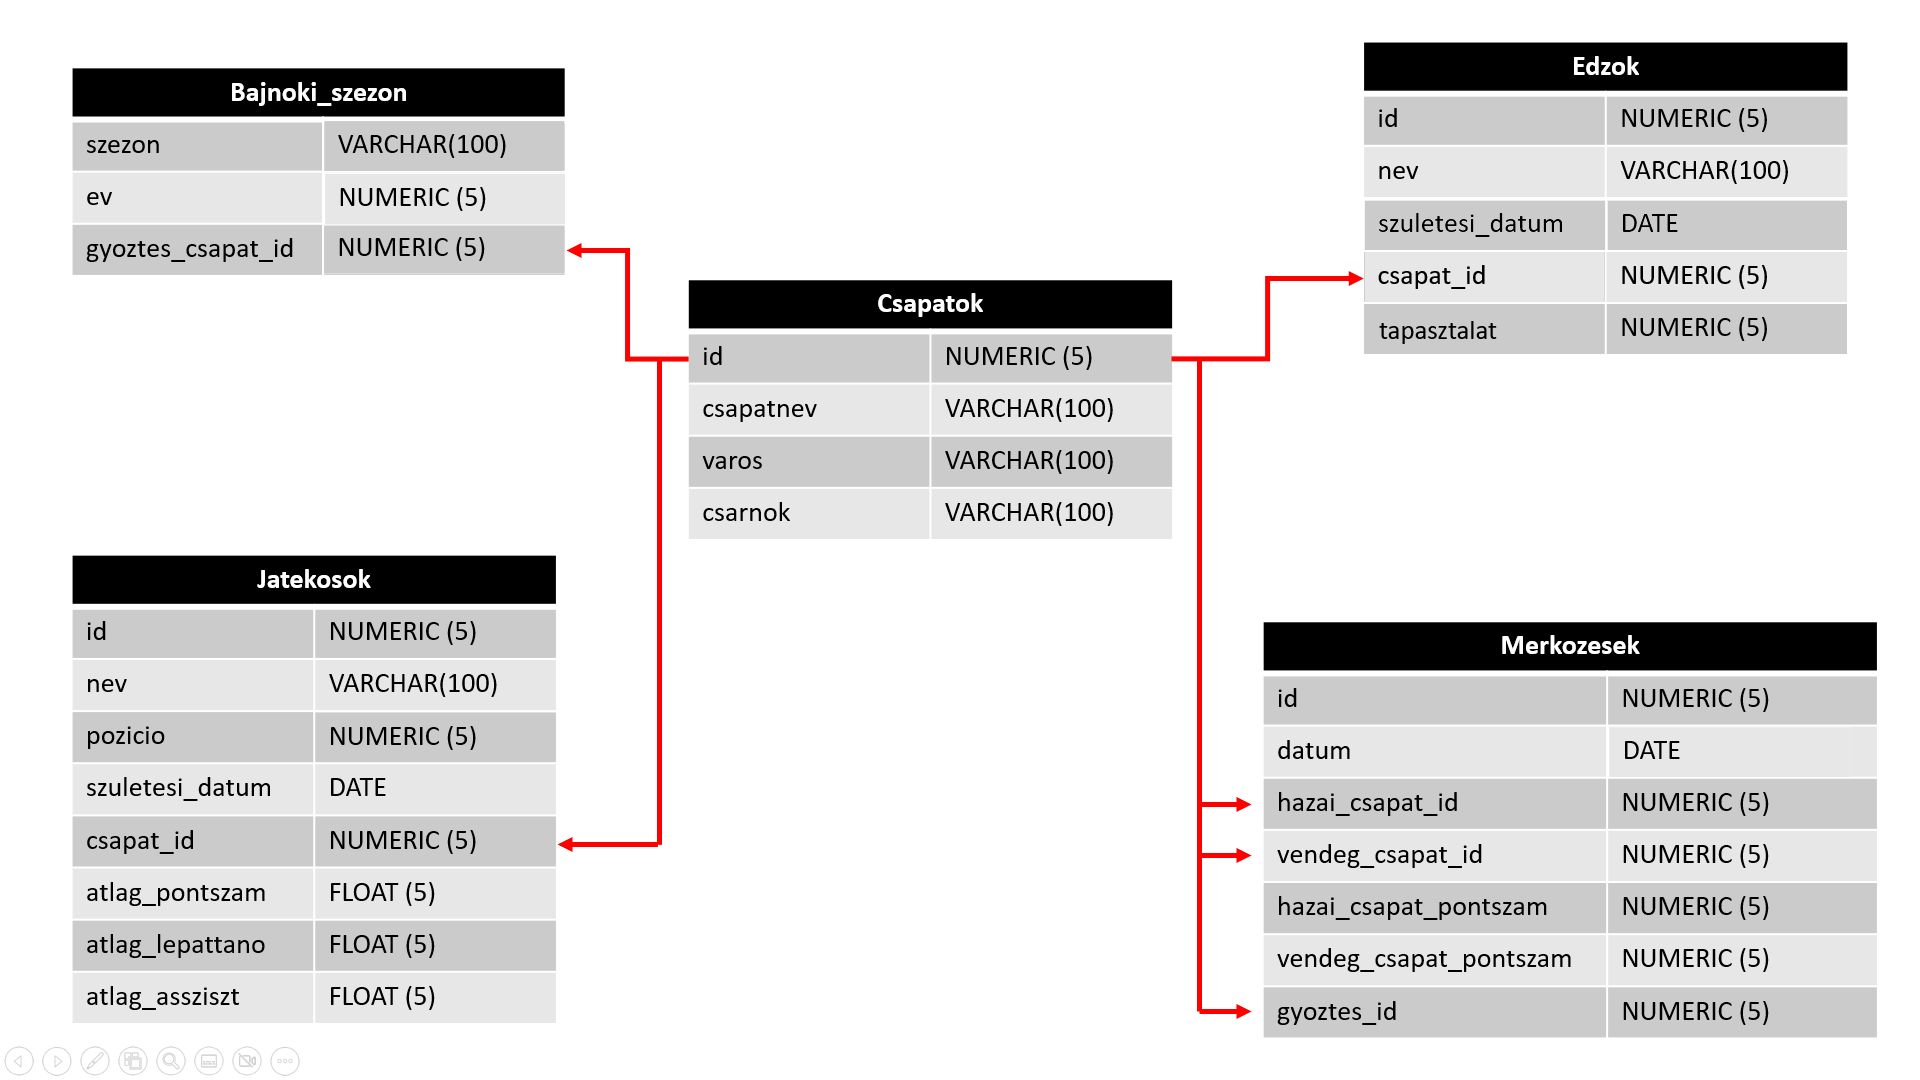 Bajnoki_szezon
szezon VARCHAR(100)
ev NUMERIC (5)
gyoztes_csapat_id NUMERIC (5)
Edzok
id NUMERIC (5)
nev VARCHAR(100)
szuletesi_datum DATE
csapat_id NUMERIC (5)
tapasztalat NUMERIC (5)
Csapatok
id NUMERIC (5)
csapatnev VARCHAR(100)
varos VARCHAR(100)
csarnok VARCHAR(100)
Jatekosok
id NUMERIC (5)
nev VARCHAR(100)
pozicio NUMERIC (5)
szuletesi_datum DATE
csapat_id NUMERIC (5)
atlag_pontszam FLOAT (5)
atlag_lepattano FLOAT (5)
atlag_assziszt FLOAT (5)
Merkozesek
id NUMERIC (5)
datum DATE
hazai_csapat_id NUMERIC (5)
vendeg_csapat_id NUMERIC (5)
hazai_csapat_pontszam NUMERIC (5)
vendeg_csapat_pontszam NUMERIC (5)
gyoztes_id NUMERIC (5)